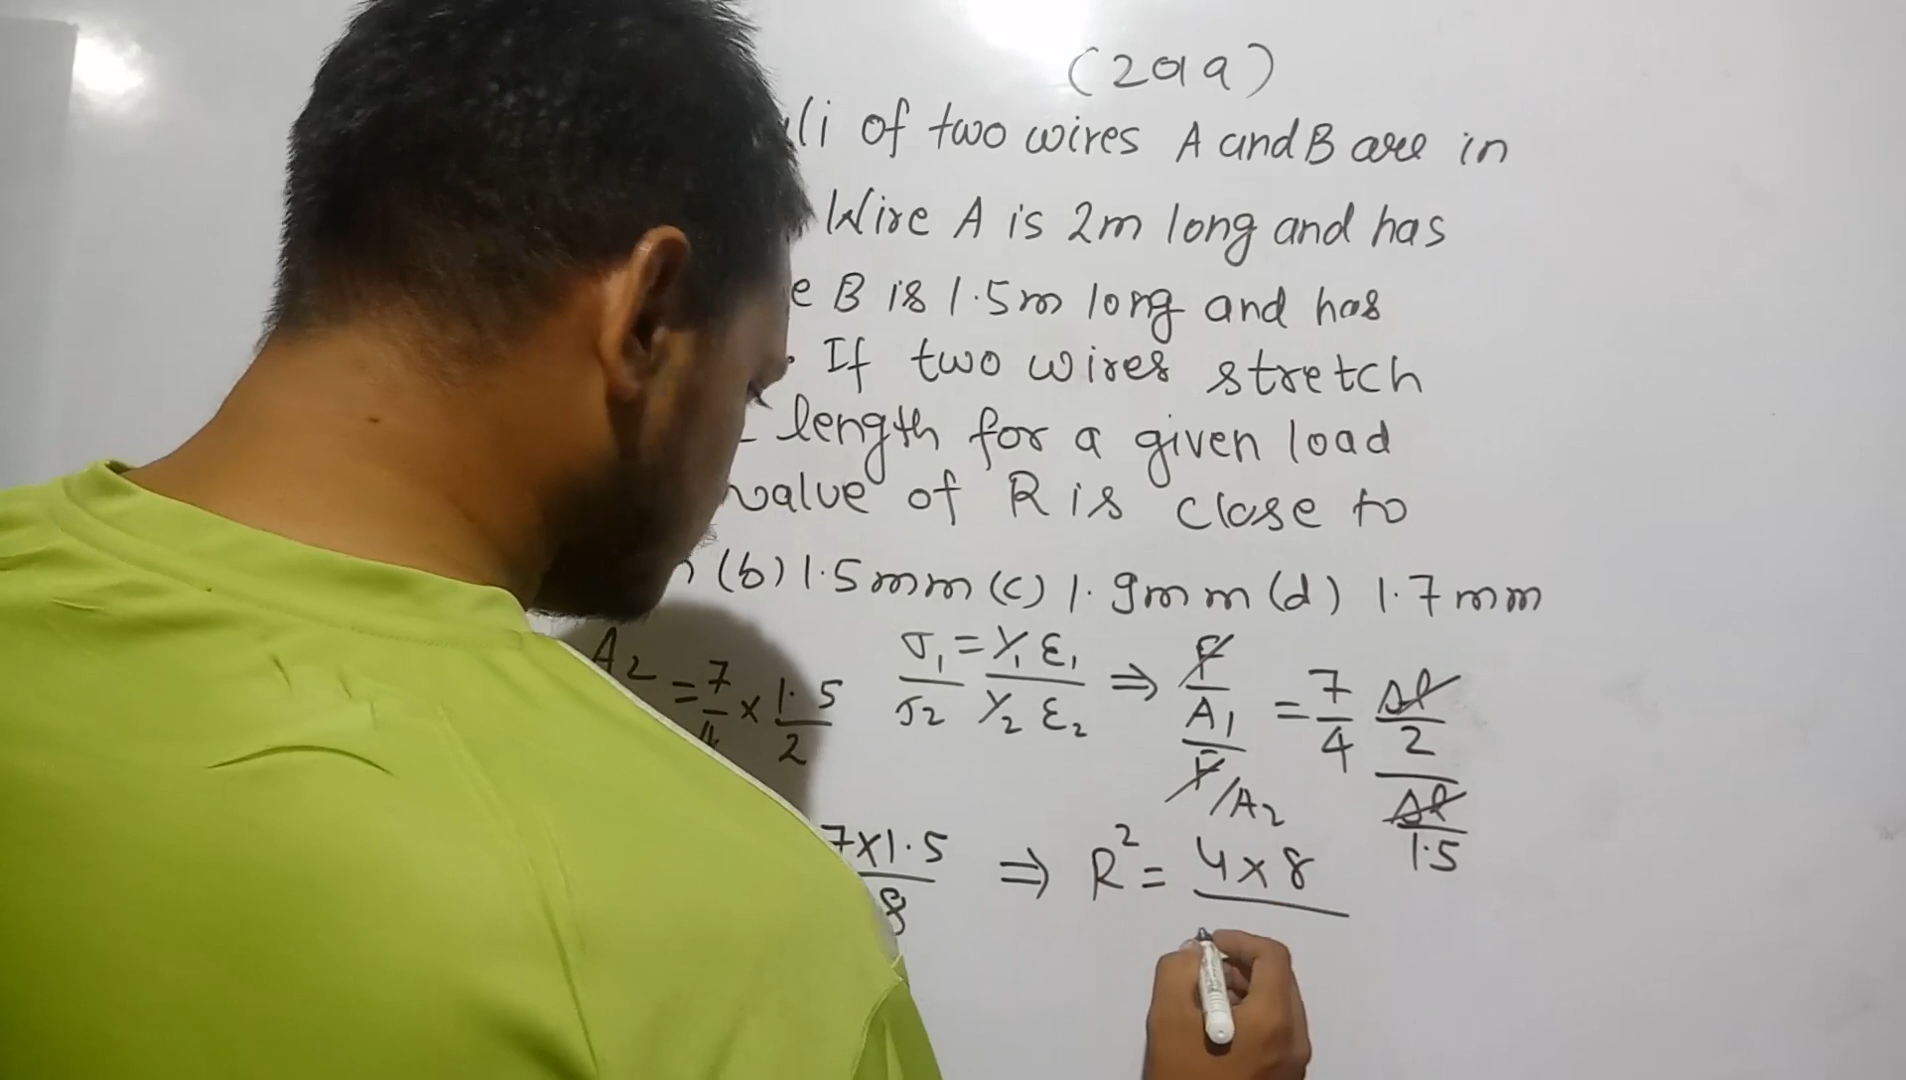 (2019)
li of two wires A and B are in
Wire A is 2m long and has
e B is 1.5m long and has
. If two wires stretch
length for a given load
value of R is close to
(b) 1.5mm (c) 1.9mm (d) 1.7mm
A2 = 7/4 × 1.5/2
σ1/σ2 = Y1 ε1/Y2 ε2 ⇒ F/A1 / F/A2 = 7/4 Δl/2 / Δl/1.5
7×1.5/8 ⇒ R² = 4×8